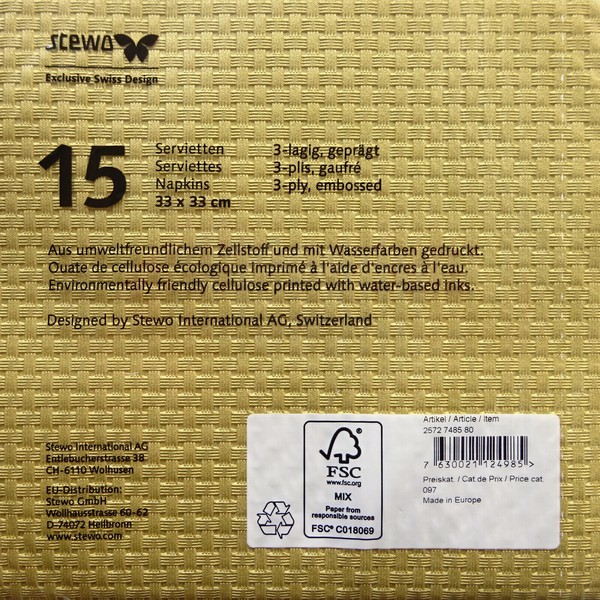 stewo
Exclusive Swiss Design
15
Servietten
Serviettes
Napkins
33 x 33 cm
3-lagig, geprägt
3-plis, gaufré
3-ply, embossed
Aus umweltfreundlichem Zellstoff und mit Wasserfarben gedruckt.
Ouate de cellulose écologique imprimé à l'aide d'encres à l'eau.
Environmentally friendly cellulose printed with water-based inks.
Designed by Stewo International AG, Switzerland
Stewo International AG
Entlebucherstrasse 38
CH-6110 Wolhusen
EU-Distribution:
Stewo GmbH
Wollhausstrasse 60-62
D-74072 Heilbronn
www.stewo.com
FSC
www.fsc.org
MIX
Paper from
responsible sources
FSC® C018069
Artikel / Article / Item
2572 7485 80
7 630021 124985 >
Preiskat. / Cat.de Prix / Price cat.
097
Made in Europe